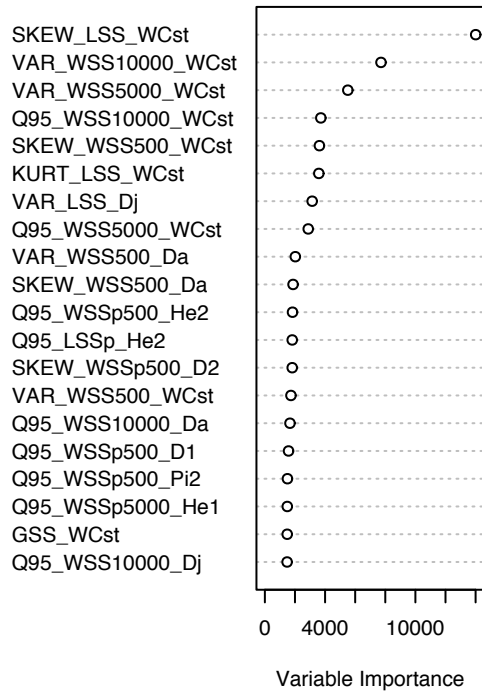 SKEW_LSS_WCst
VAR_WSS10000_WCst
VAR_WSS5000_WCst
Q95_WSS10000_WCst
SKEW_WSS500_WCst
KURT_LSS_WCst
VAR_LSS_Dj
Q95_WSS5000_WCst
VAR_WSS500_Da
SKEW_WSS500_Da
Q95_WSSp500_He2
Q95_LSSp_He2
SKEW_WSSp500_D2
VAR_WSS500_WCst
Q95_WSS10000_Da
Q95_WSSp500_D1
Q95_WSSp500_Pi2
Q95_WSSp5000_He1
GSS_WCst
Q95_WSS10000_Dj
0 4000 10000
Variable Importance